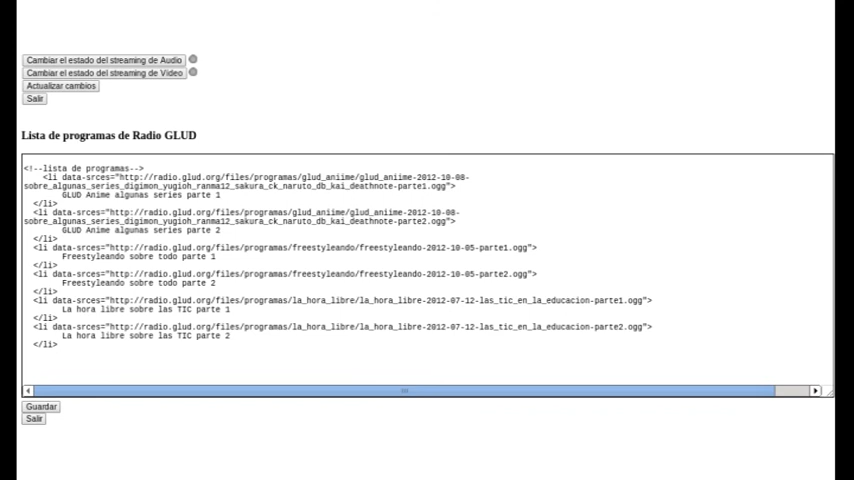 Cambiar el estado del streaming de Audio
Cambiar el estado del streaming de Video
Actualizar cambios
Salir
Lista de programas de Radio GLUD
<!--lista de programas-->
<li data-srces="http://radio.glud.org/files/programas/glud_aniime/glud_aniime-2012-10-08-
sobre_algunas_series_digimon_yugioh_ranma12_sakura_ck_naruto_db_kai_deathnote-parte1.ogg">
GLUD Anime algunas series parte 1
</li>
<li data-srces="http://radio.glud.org/files/programas/glud_aniime/glud_aniime-2012-10-08-
sobre_algunas_series_digimon_yugioh_ranma12_sakura_ck_naruto_db_kai_deathnote-parte2.ogg">
GLUD Anime algunas series parte 2
</li>
<li data-srces="http://radio.glud.org/files/programas/freestyleando/freestyleando-2012-10-05-parte1.ogg">
Freestyleando sobre todo parte 1
</li>
<li data-srces="http://radio.glud.org/files/programas/freestyleando/freestyleando-2012-10-05-parte2.ogg">
Freestyleando sobre todo parte 2
</li>
<li data-srces="http://radio.glud.org/files/programas/la_hora_libre/la_hora_libre-2012-07-12-las_tic_en_la_educacion-parte1.ogg">
La hora libre sobre las TIC parte 1
</li>
<li data-srces="http://radio.glud.org/files/programas/la_hora_libre/la_hora_libre-2012-07-12-las_tic_en_la_educacion-parte2.ogg">
La hora libre sobre las TIC parte 2
</li>
Guardar
Salir